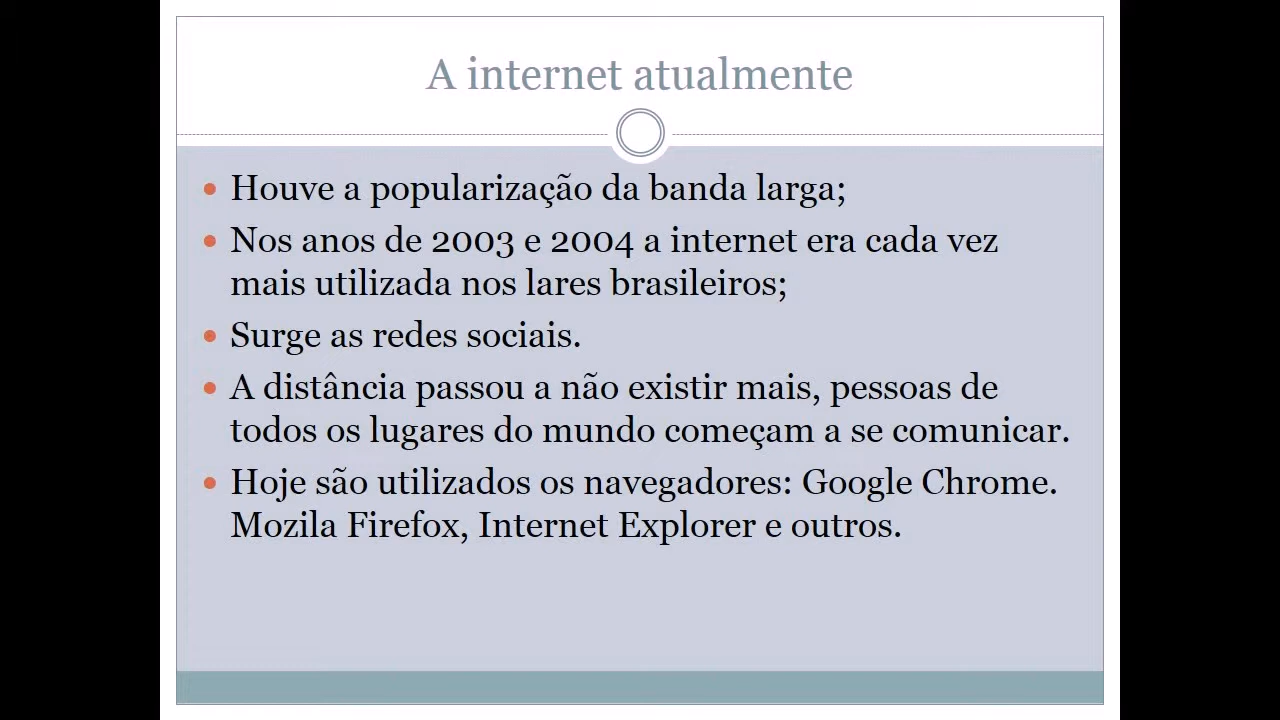 A internet atualmente
Houve a popularização da banda larga;
Nos anos de 2003 e 2004 a internet era cada vez
mais utilizada nos lares brasileiros;
Surge as redes sociais.
A distância passou a não existir mais, pessoas de
todos os lugares do mundo começam a se comunicar.
Hoje são utilizados os navegadores: Google Chrome.
Mozila Firefox, Internet Explorer e outros.